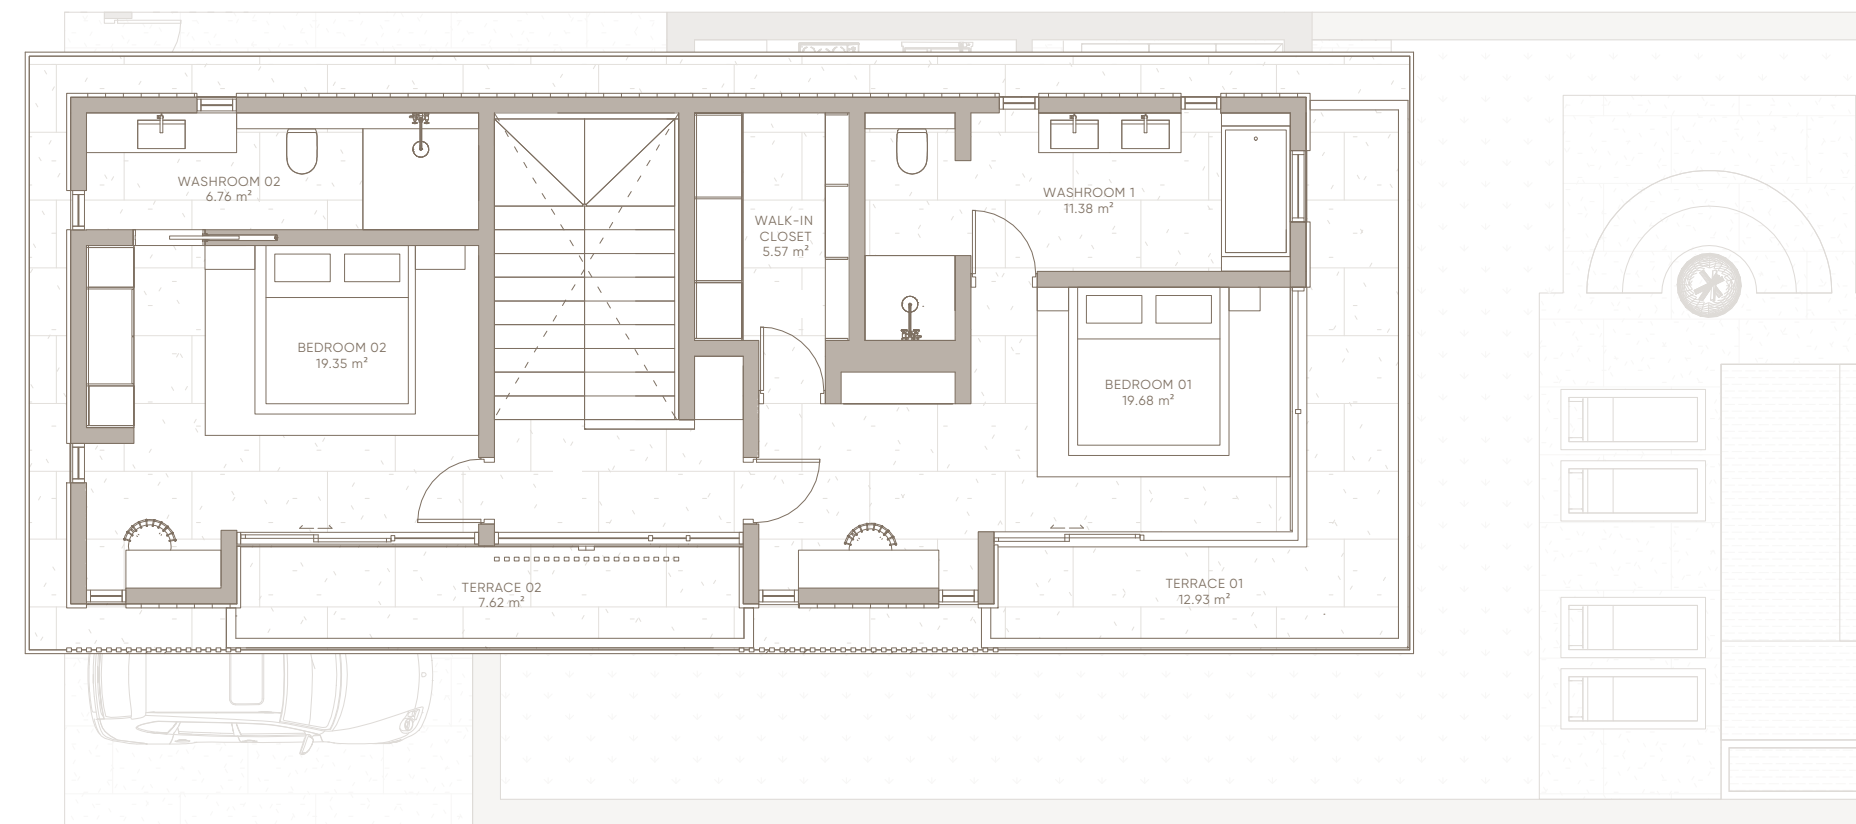 WASHROOM 02
6.76 m²
WALK-IN
CLOSET
5.57 m²
WASHROOM 1
11.38 m²
BEDROOM 02
19.35 m²
BEDROOM 01
19.68 m²
TERRACE 02
7.62 m²
TERRACE 01
12.93 m²